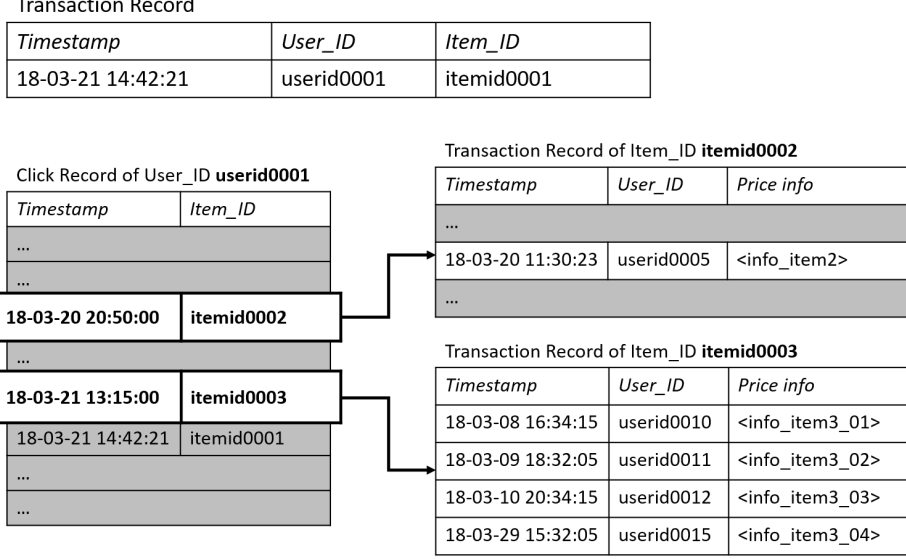 Transaction Record
Timestamp User_ID Item_ID
18-03-21 14:42:21 userid0001 itemid0001
Click Record of User_ID userid0001
Timestamp Item_ID
...
...
18-03-20 20:50:00 itemid0002
...
18-03-21 13:15:00 itemid0003
18-03-21 14:42:21 itemid0001
...
...
Transaction Record of Item_ID itemid0002
Timestamp User_ID Price info
...
18-03-20 11:30:23 userid0005 <info_item2>
...
Transaction Record of Item_ID itemid0003
Timestamp User_ID Price info
18-03-08 16:34:15 userid0010 <info_item3_01>
18-03-09 18:32:05 userid0011 <info_item3_02>
18-03-10 20:34:15 userid0012 <info_item3_03>
18-03-29 15:32:05 userid0015 <info_item3_04>